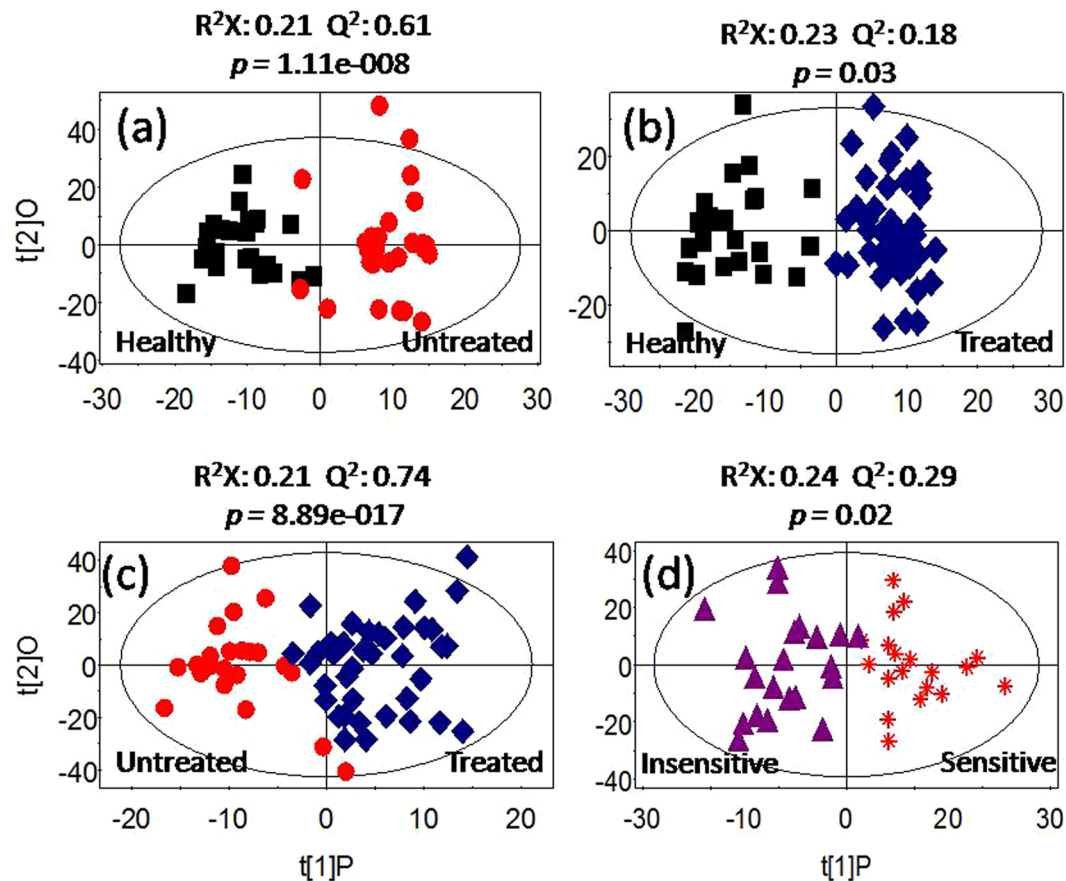 R²X: 0.21 Q²: 0.61
p = 1.11e-008
R²X: 0.23 Q²: 0.18
p = 0.03
(a)
(b)
t[2]O
40
20
0
-20
-40
20
0
-20
Healthy
Untreated
Healthy
Treated
-30
-20
-10
0
10
20
30
-30
-20
-10
0
10
20
30
R²X: 0.21 Q²: 0.74
p = 8.89e-017
R²X: 0.24 Q²: 0.29
p = 0.02
(c)
(d)
t[2]O
40
20
0
-20
-40
40
20
0
-20
-40
Untreated
Treated
Insensitive
Sensitive
-20
-10
0
10
20
-30
-10
0
10
30
t[1]P
t[1]P